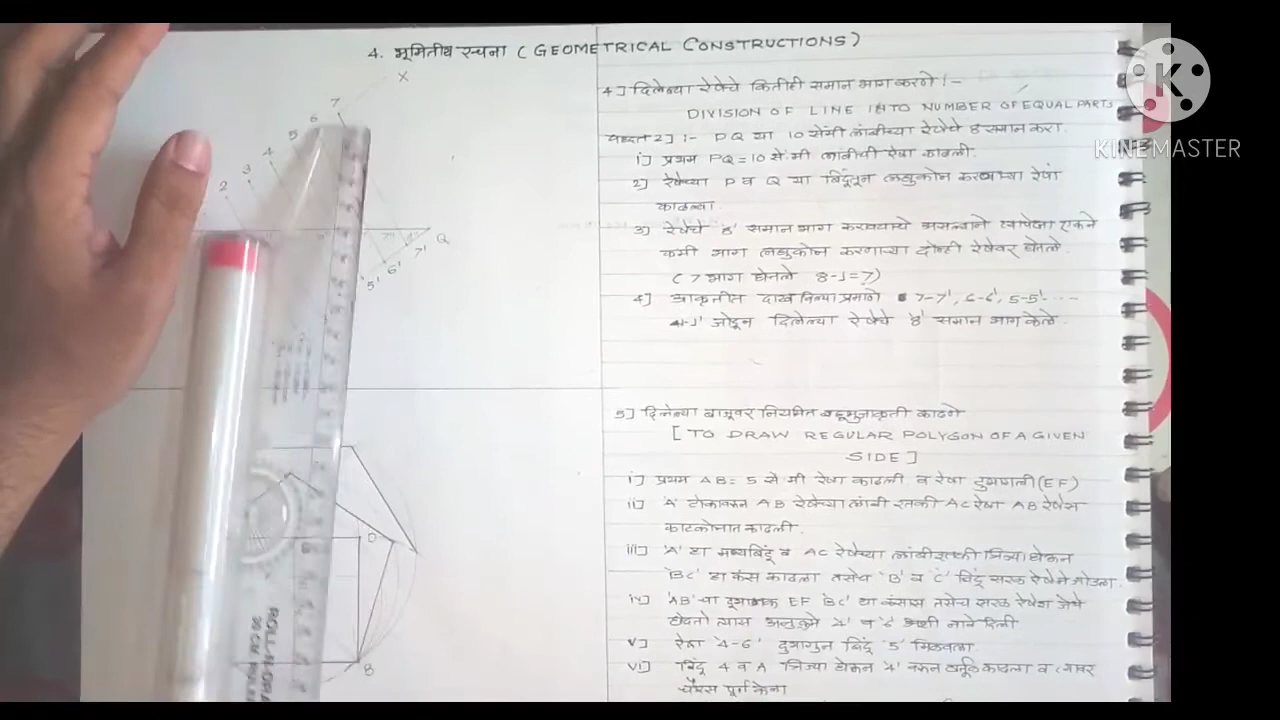 4. भूमितीय रचना ( GEOMETRICAL CONSTRUCTIONS )
X
7
6
5
4
3
2
Q
7'
6'
5'
4] दिलेल्या रेषेचे कितीही समान भाग करणे :-
DIVISION OF LINE INTO NUMBER OF EQUAL PARTS
पद्धत 2] :- PQ या 10 सेंमी लांबीच्या रेषेचे 8 समान करा.
1] प्रथम PQ = 10 से.मी लांबीची रेषा काढली.
2] रेषेच्या P व Q या बिंदूतून लघुकोन करणाऱ्या रेषा
काढल्या.
3) रेषेचे '8' समान भाग करावयाचे असल्याने त्यापेक्षा एकने
कमी भाग लघुकोन करणाऱ्या दोन्ही रेषेवर घेतले.
( 7 भाग घेतले 8-1=7)
4] आकृतीत दाखविल्या प्रमाणे 7-7', 6-6', 5-5'....
जोडून दिलेल्या रेषेचे '8' समान भाग केले.
5] दिलेल्या बाजूवर नियमित बहुभुजाकृती काढणे
[ TO DRAW REGULAR POLYGON OF A GIVEN
SIDE ]
i] प्रथम AB = 5 से मी रेषा काढली व रेषा दुभागली (EF)
ii] 'A' टोकावरून AB रेषेच्या लांबी इतकी AC रेषा AB रेषेस
काटकोनात काढली.
iii] 'A' हा मध्यबिंदू व AC रेषेच्या लांबी इतकी त्रिज्या घेऊन
'BC' हा कंस काढला तसेच 'B' व 'C' बिंदू सरळ रेषेने जोडला
iv] 'AB' चा दूभाजक EF 'BC' या कंसास तसेच सरळ रेषेस जेथे
छेदतो त्यास अनुक्रमे व '6' अशी नावे दिली
v] रेषा '4-6' दुभागुन बिंदू '5' मिळवला.
vi] बिंदू 4 व A त्रिज्या घेऊन '4' वरून वर्तूळ काढला व त्यावर
चौरस पूर्ण केला
D
B
ROLL-N-DRAW
KINEMASTER